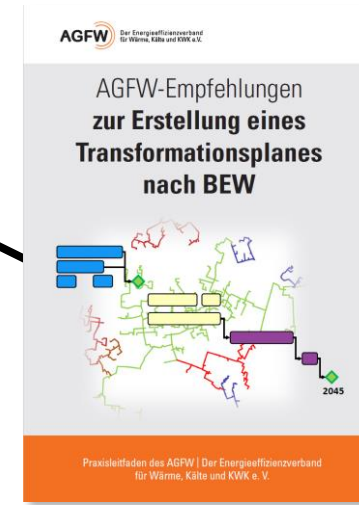 AGFW
Der Energieeffizienzverband
für Wärme, Kälte und KWK e.V.
AGFW-Empfehlungen
zur Erstellung eines
Transformationsplanes
nach BEW
2045
Praxisleitfaden des AGFW | Der Energieeffizienzverband
für Wärme, Kälte und KWK e. V.